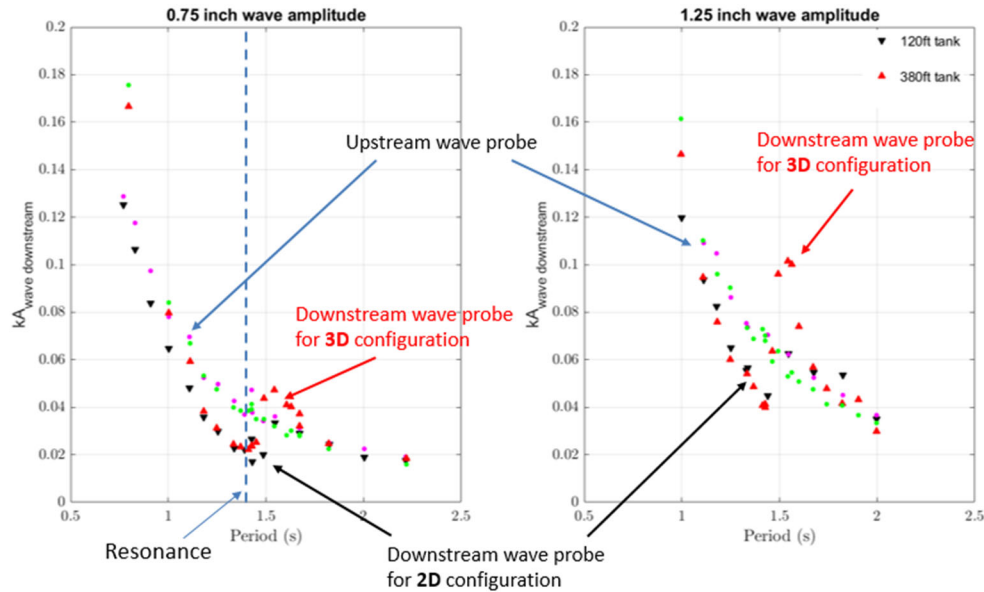 0.75 inch wave amplitude
0.2
0.18
0.16
0.14
0.12
0.1
0.08
0.06
0.04
0.02
0
kA wave downstream
0.5
1
1.5
2
2.5
Period (s)
Upstream wave probe
Downstream wave probe
for 3D configuration
Resonance
Downstream wave probe
for 2D configuration
1.25 inch wave amplitude
120ft tank
380ft tank
Downstream wave probe
for 3D configuration
0.2
0.18
0.16
0.14
0.12
0.1
0.08
0.06
0.04
0.02
0
kA wave downstream
0.5
1
1.5
2
2.5
Period (s)